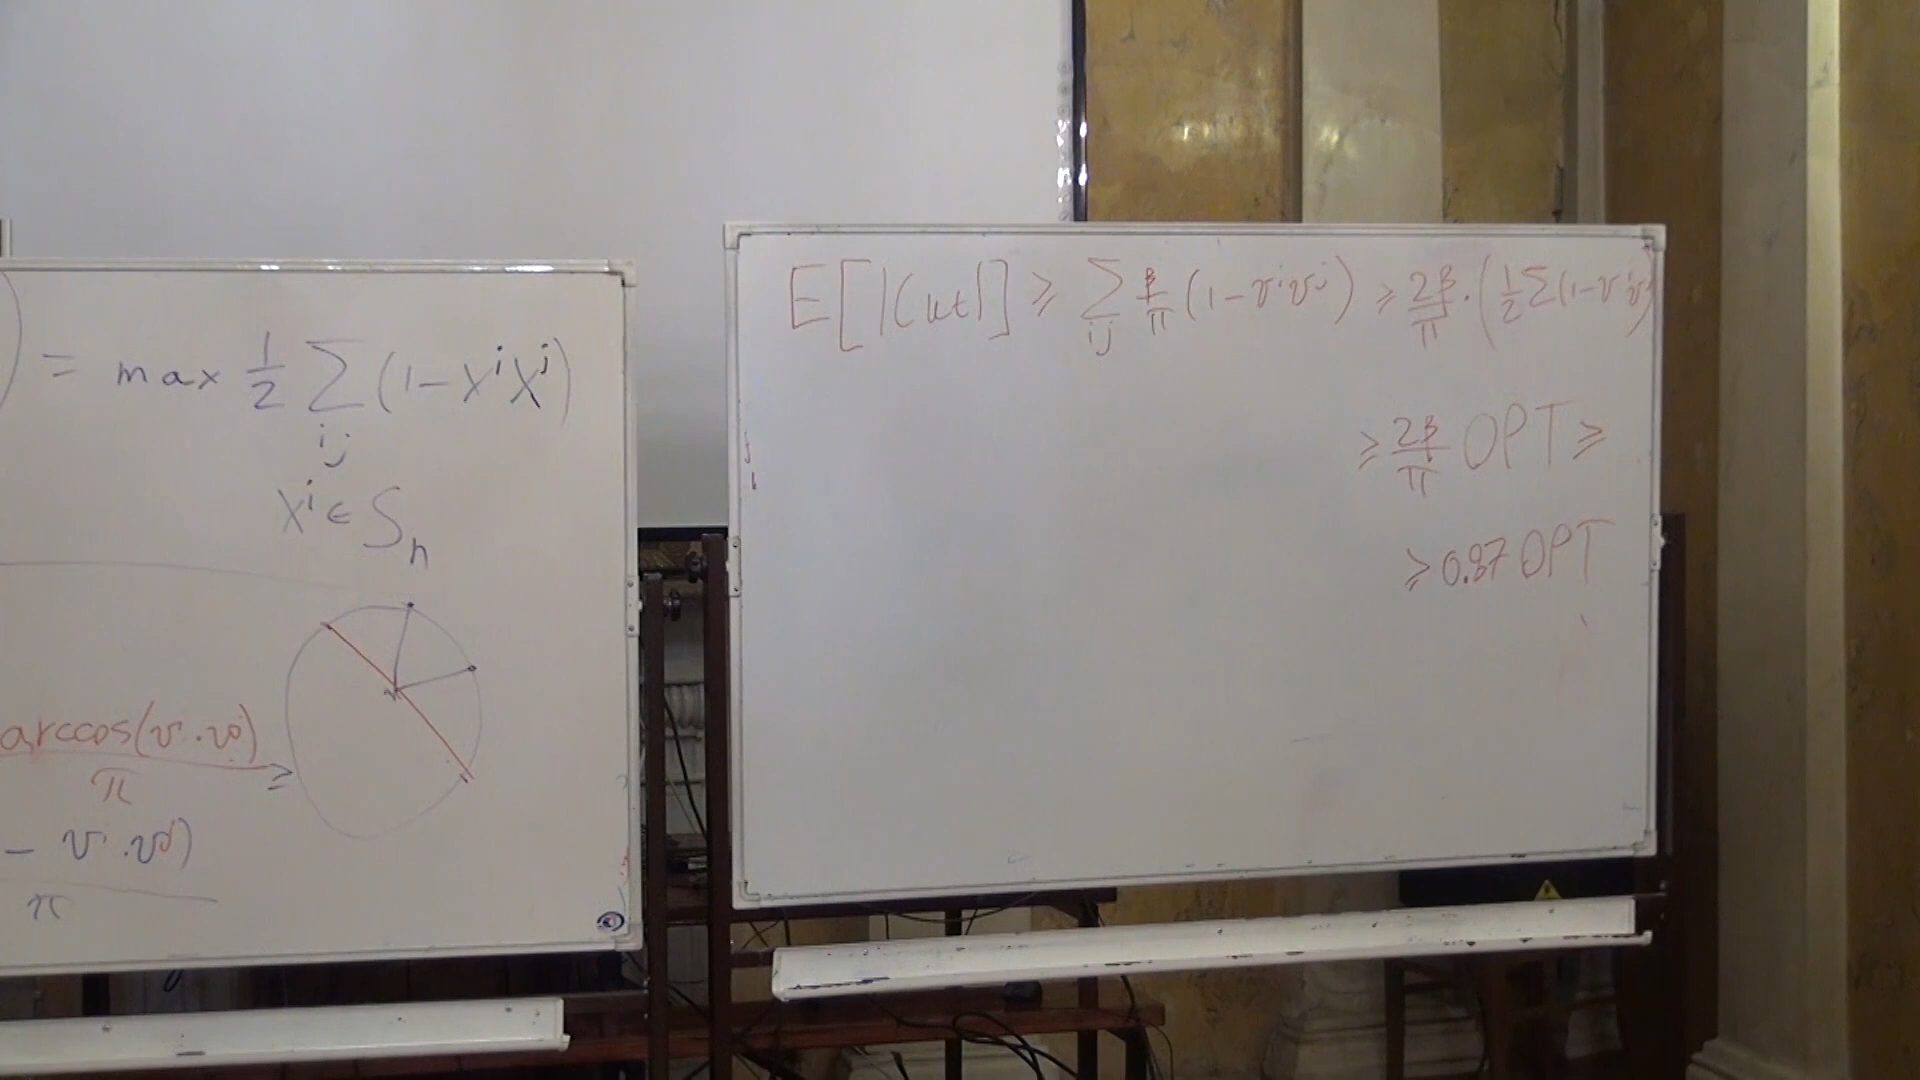 ) = max 1/2 ∑ (1 - x^i x^j)
ij
x^i ∈ S_n
arccos(v^i · v^j) / π ≥
- v^i · v^j) / π
E[|Cut|] ≥ ∑_{ij} β/π (1 - v^i v^j) ≥ 2β/π · (1/2 ∑ (1 - v^i v^j)
≥ 2β/π OPT ≥
≥ 0.87 OPT